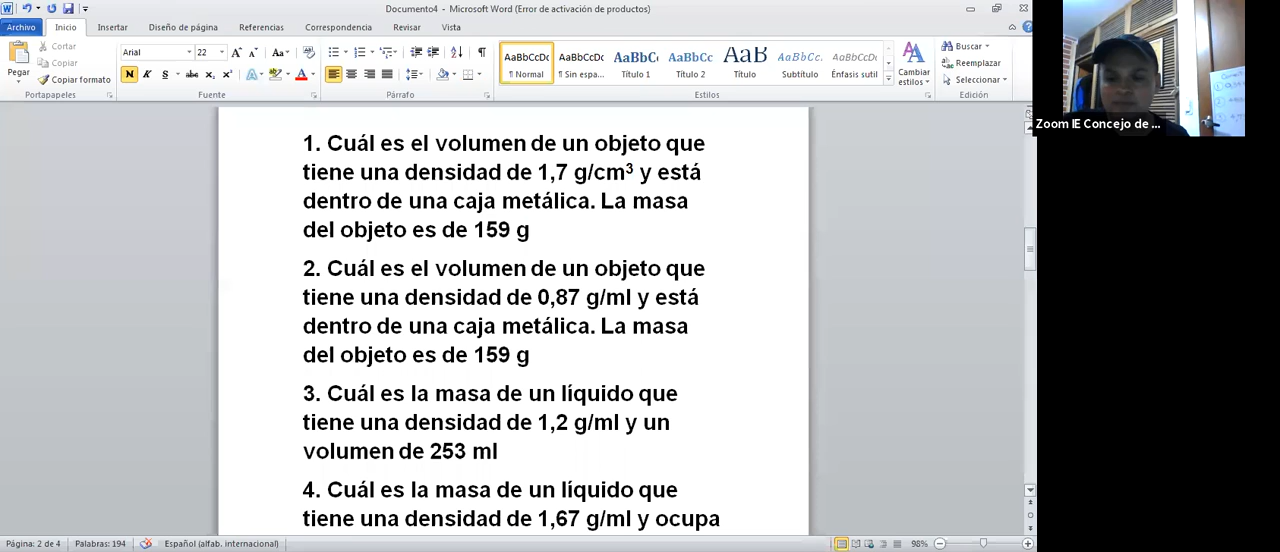 Documento4 - Microsoft Word (Error de activación de productos)
Archivo Inicio Insertar Diseño de página Referencias Correspondencia Revisar Vista
Pegar
Cortar
Copiar
Copiar formato
Portapapeles
Arial 22
Fuente
Párrafo
AaBbCcDc AaBbCcDc AaBbC AaBbCc AaB AaBbCc. AaBbCcDc
¶ Normal ¶ Sin espa... Título 1 Título 2 Título Subtítulo Énfasis sutil
Estilos
Cambiar
estilos
Buscar
Reemplazar
Seleccionar
Edición
Zoom IE Concejo de ...
1. Cuál es el volumen de un objeto que
tiene una densidad de 1,7 g/cm³ y está
dentro de una caja metálica. La masa
del objeto es de 159 g
2. Cuál es el volumen de un objeto que
tiene una densidad de 0,87 g/ml y está
dentro de una caja metálica. La masa
del objeto es de 159 g
3. Cuál es la masa de un líquido que
tiene una densidad de 1,2 g/ml y un
volumen de 253 ml
4. Cuál es la masa de un líquido que
tiene una densidad de 1,67 g/ml y ocupa
Página: 2 de 4 Palabras: 194 Español (alfab. internacional) 98%